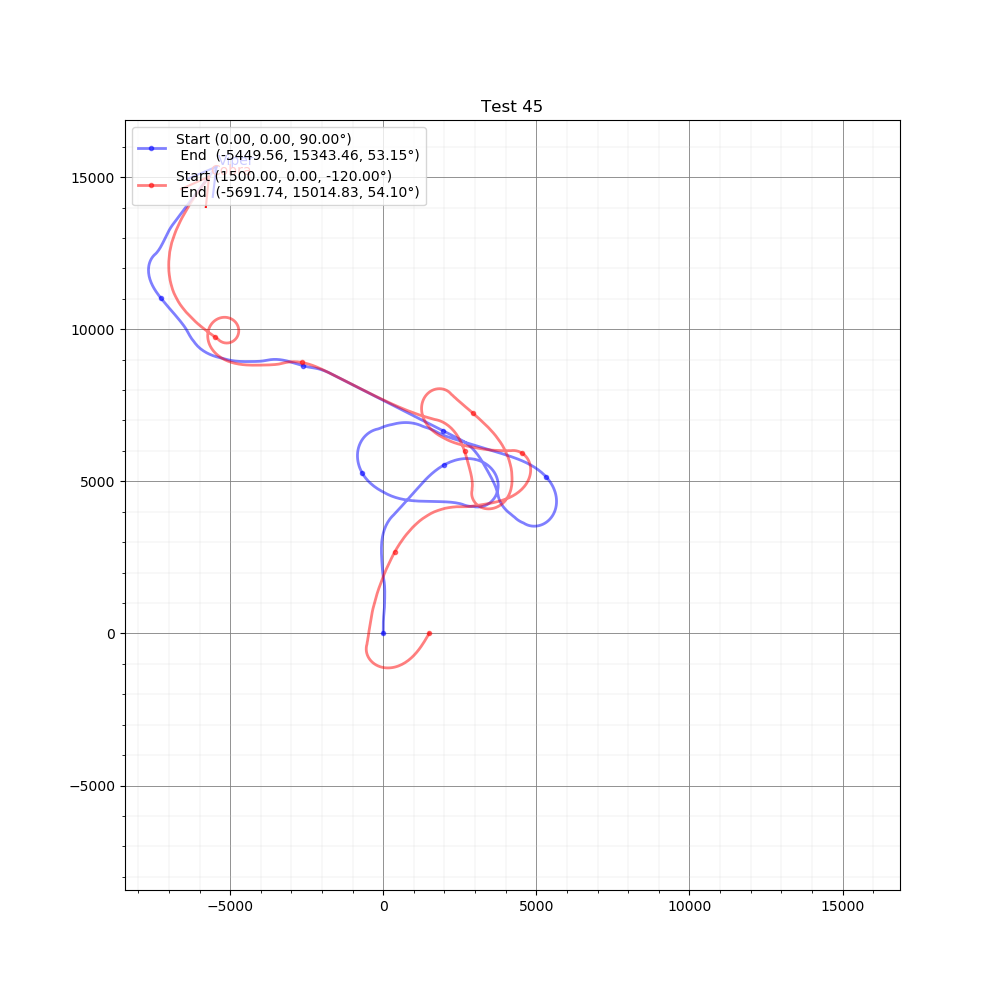 Test 45
Start (0.00, 0.00, 90.00°)
End (-5449.56, 15343.46, 53.15°)
Start (1500.00, 0.00, -120.00°)
End (-5691.74, 15014.83, 54.10°)
15000
10000
5000
0
−5000
−5000
0
5000
10000
15000